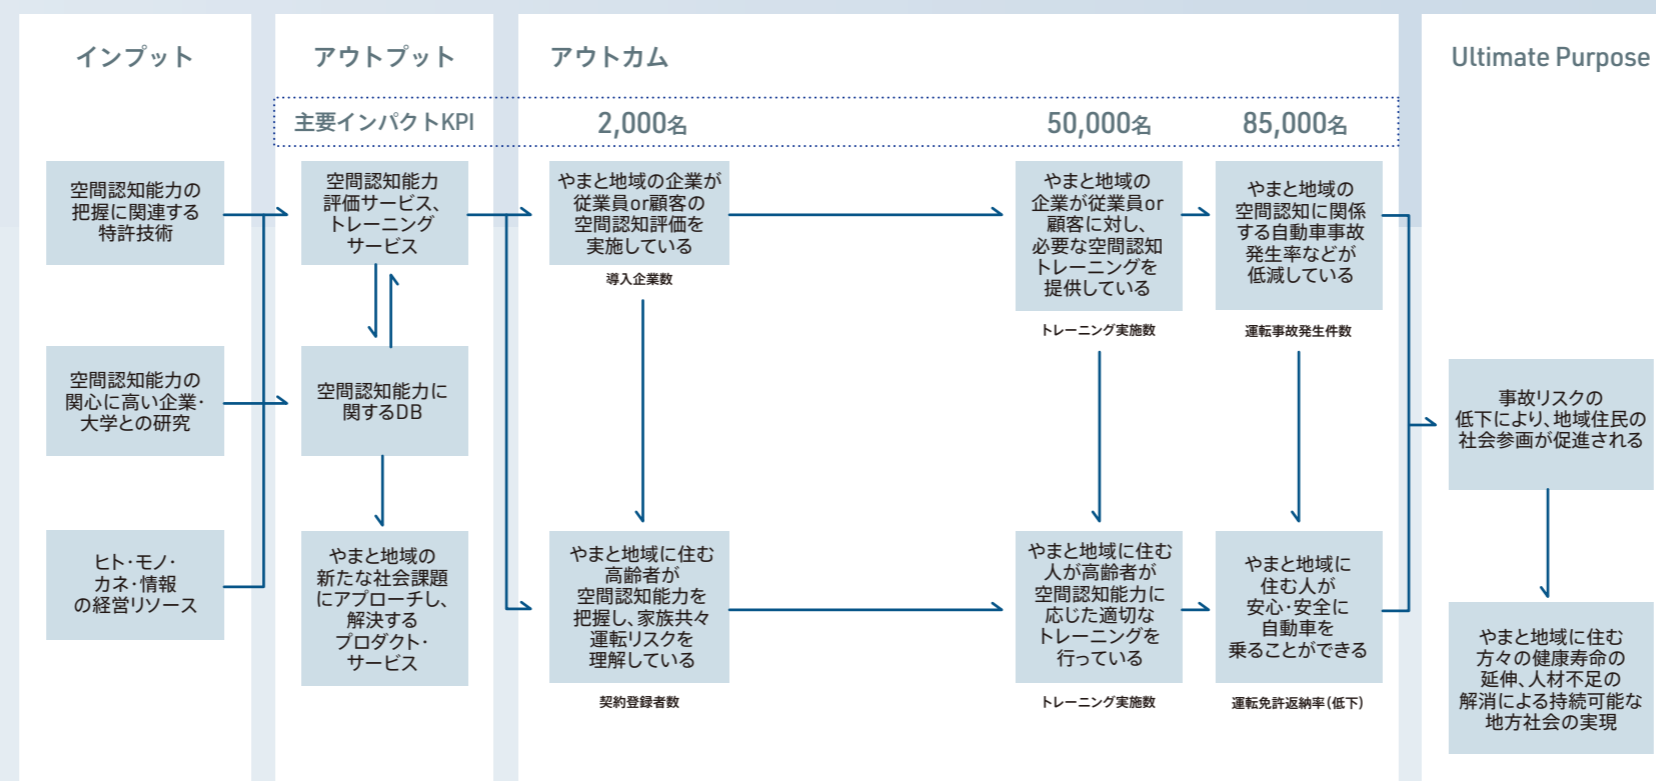 インプット
アウトプット
アウトカム
Ultimate Purpose
主要インパクトKPI
2,000名
50,000名
85,000名
空間認知能力の
把握に関連する
特許技術
空間認知能力の
関心に高い企業・
大学との研究
ヒト・モノ・
カネ・情報
の経営リソース
空間認知能力
評価サービス、
トレーニング
サービス
空間認知能力に
関するDB
やまと地域の
新たな社会課題
にアプローチし、
解決する
プロダクト・
サービス
やまと地域の企業が
従業員or顧客の
空間認知評価を
実施している
導入企業数
やまと地域に住む
高齢者が
空間認知能力を
把握し、家族共々
運転リスクを
理解している
契約登録者数
やまと地域の
企業が従業員or
顧客に対し、
必要な空間認知
トレーニングを
提供している
トレーニング実施数
やまと地域に住む
人が高齢者が
空間認知能力に
応じた適切な
トレーニングを
行っている
トレーニング実施数
やまと地域の
空間認知に関係
する自動車事故
発生率などが
低減している
運転事故発生件数
やまと地域に
住む人が
安心・安全に
自動車を
乗ることができる
運転免許返納率(低下)
事故リスクの
低下により、地域住民の
社会参画が促進される
やまと地域に住む
方々の健康寿命の
延伸、人材不足の
解消による持続可能な
地方社会の実現